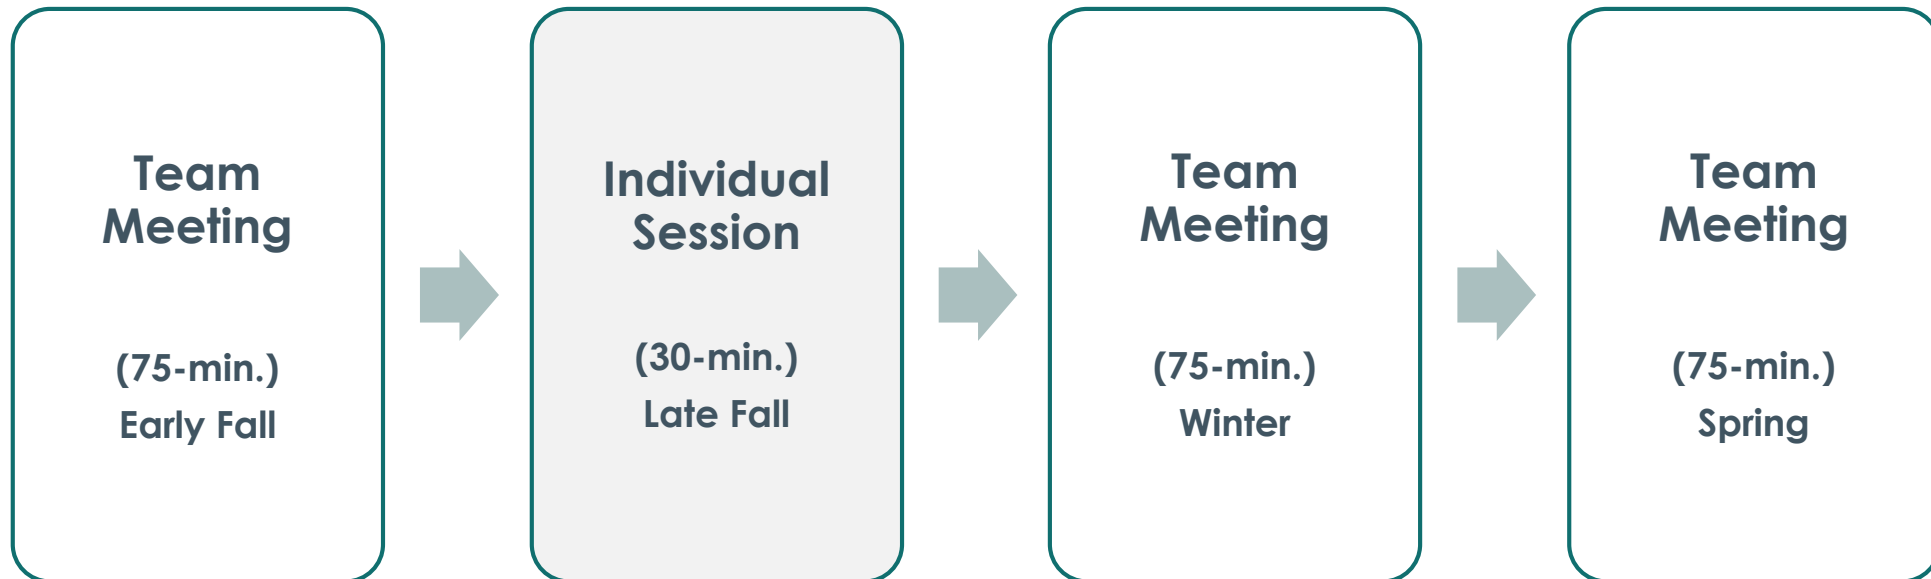 Team
Meeting
(75-min.)
Early Fall
Individual
Session
(30-min.)
Late Fall
Team
Meeting
(75-min.)
Winter
Team
Meeting
(75-min.)
Spring